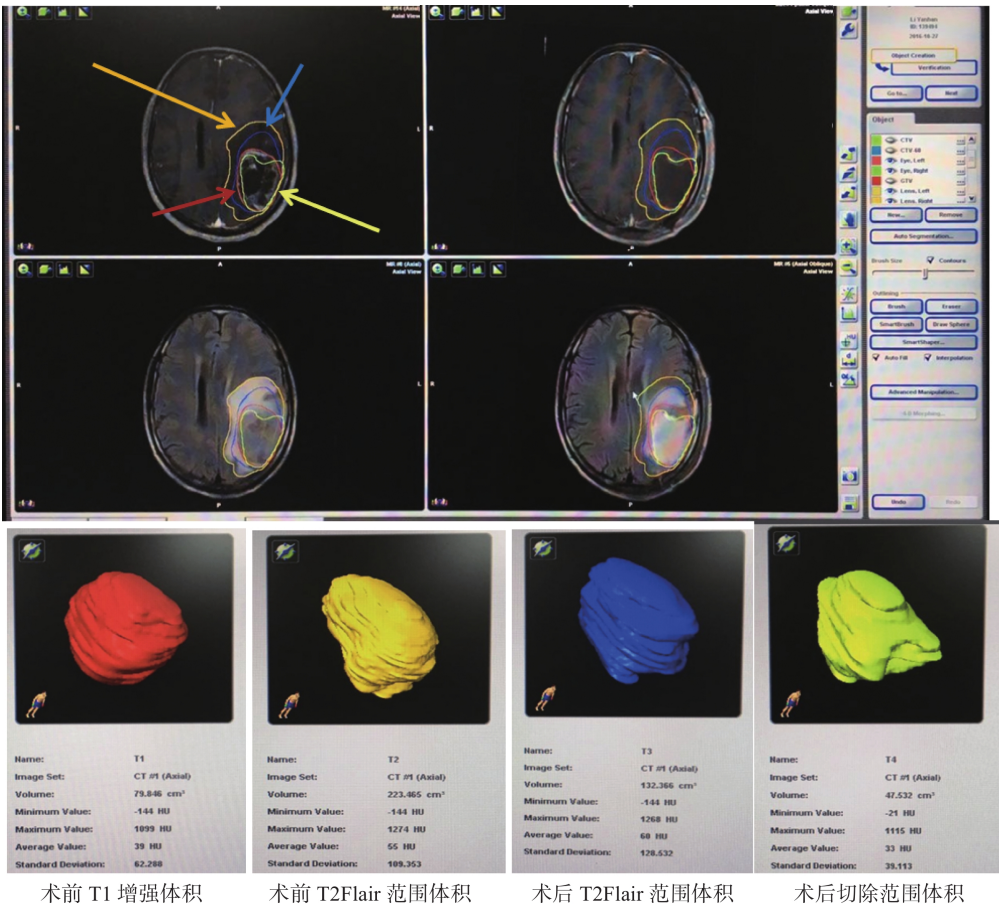 A
MR #14 (Axial)
Axial View
R
L
P
A
R
P
MR #8 (Axial)
Axial View
A
R
L
P
MR #6 (Axial Oblique)
Axial View
A
R
L
P
Li Yanshan
2016-10-27
Object Creation
Verification
Go to...
Next
Object
CTV
CTV 60
Eye, Left
Eye, Right
GTV
Lens, Left
Lens, Right
New...
Remove
Auto Segmentation...
Brush Size
Contours
Outlining
Brush
Eraser
SmartBrush
Draw Sphere
SmartShaper...
Auto Fill
Interpolation
Advanced Manipulation...
Undo
Redo
Name: T1
Image Set: CT #1 (Axial)
Volume: 79.846 cm³
Minimum Value: -144 HU
Maximum Value: 1099 HU
Average Value: 39 HU
Standard Deviation: 62.288
术前 T1 增强体积
Name: T2
Image Set: CT #1 (Axial)
Volume: 223.465 cm³
Minimum Value: -144 HU
Maximum Value: 1274 HU
Average Value: 55 HU
Standard Deviation: 109.353
术前 T2Flair 范围体积
Name: T3
Image Set: CT #1 (Axial)
Volume: 132.366 cm³
Minimum Value: -144 HU
Maximum Value: 1268 HU
Average Value: 60 HU
Standard Deviation: 128.532
术后 T2Flair 范围体积
Name: T4
Image Set: CT #1 (Axial)
Volume: 47.532 cm³
Minimum Value: -21 HU
Maximum Value: 1115 HU
Average Value: 33 HU
Standard Deviation: 39.113
术后切除范围体积